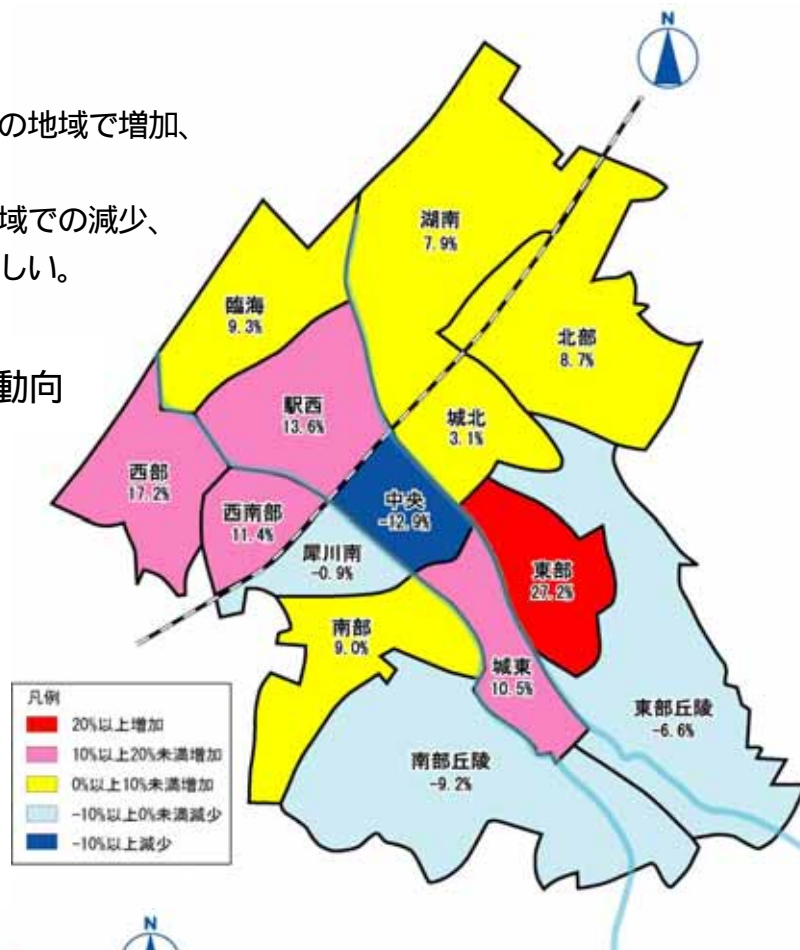 N
の地域で増加、
域での減少、
しい。
動向
湖南
7.9%
臨海
9.3%
北部
8.7%
駅西
13.6%
城北
3.1%
西部
17.2%
西南部
11.4%
中央
-12.9%
犀川南
-0.9%
東部
27.2%
南部
9.0%
城東
10.5%
東部丘陵
-6.6%
南部丘陵
-9.2%
凡例
20%以上増加
10%以上20%未満増加
0%以上10%未満増加
-10%以上0%未満減少
-10%以上減少
N